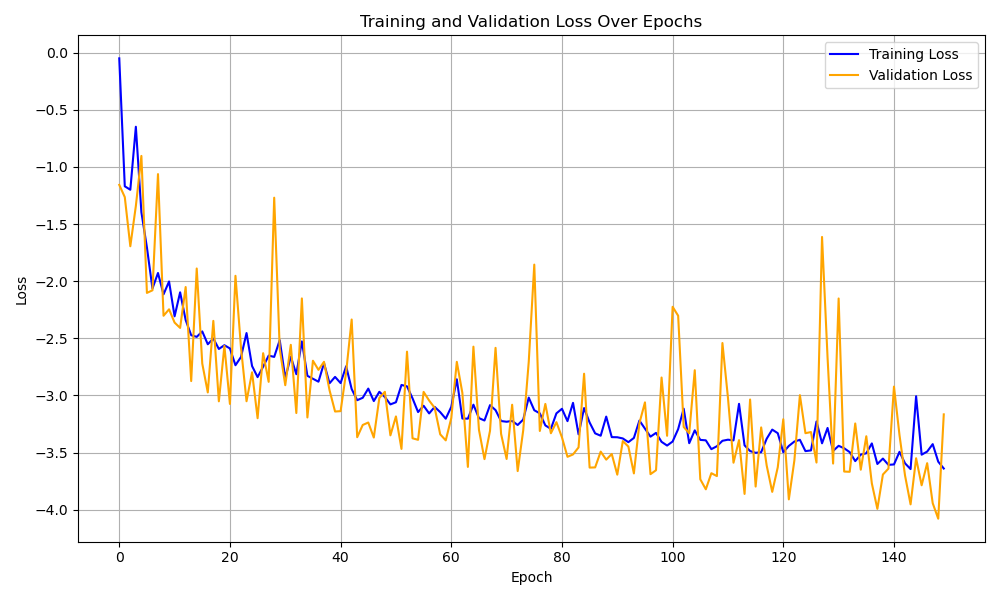 Training and Validation Loss Over Epochs
Training Loss
Validation Loss
Loss
0.0
−0.5
−1.0
−1.5
−2.0
−2.5
−3.0
−3.5
−4.0
0 20 40 60 80 100 120 140
Epoch